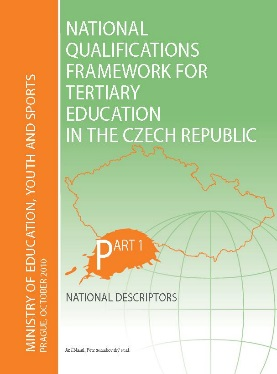 NATIONAL
QUALIFICATIONS
FRAMEWORK FOR
TERTIARY
EDUCATION
IN THE CZECH REPUBLIC
PART 1
NATIONAL DESCRIPTORS
MINISTRY OF EDUCATION, YOUTH AND SPORTS
PRAGUE, OCTOBER 2010